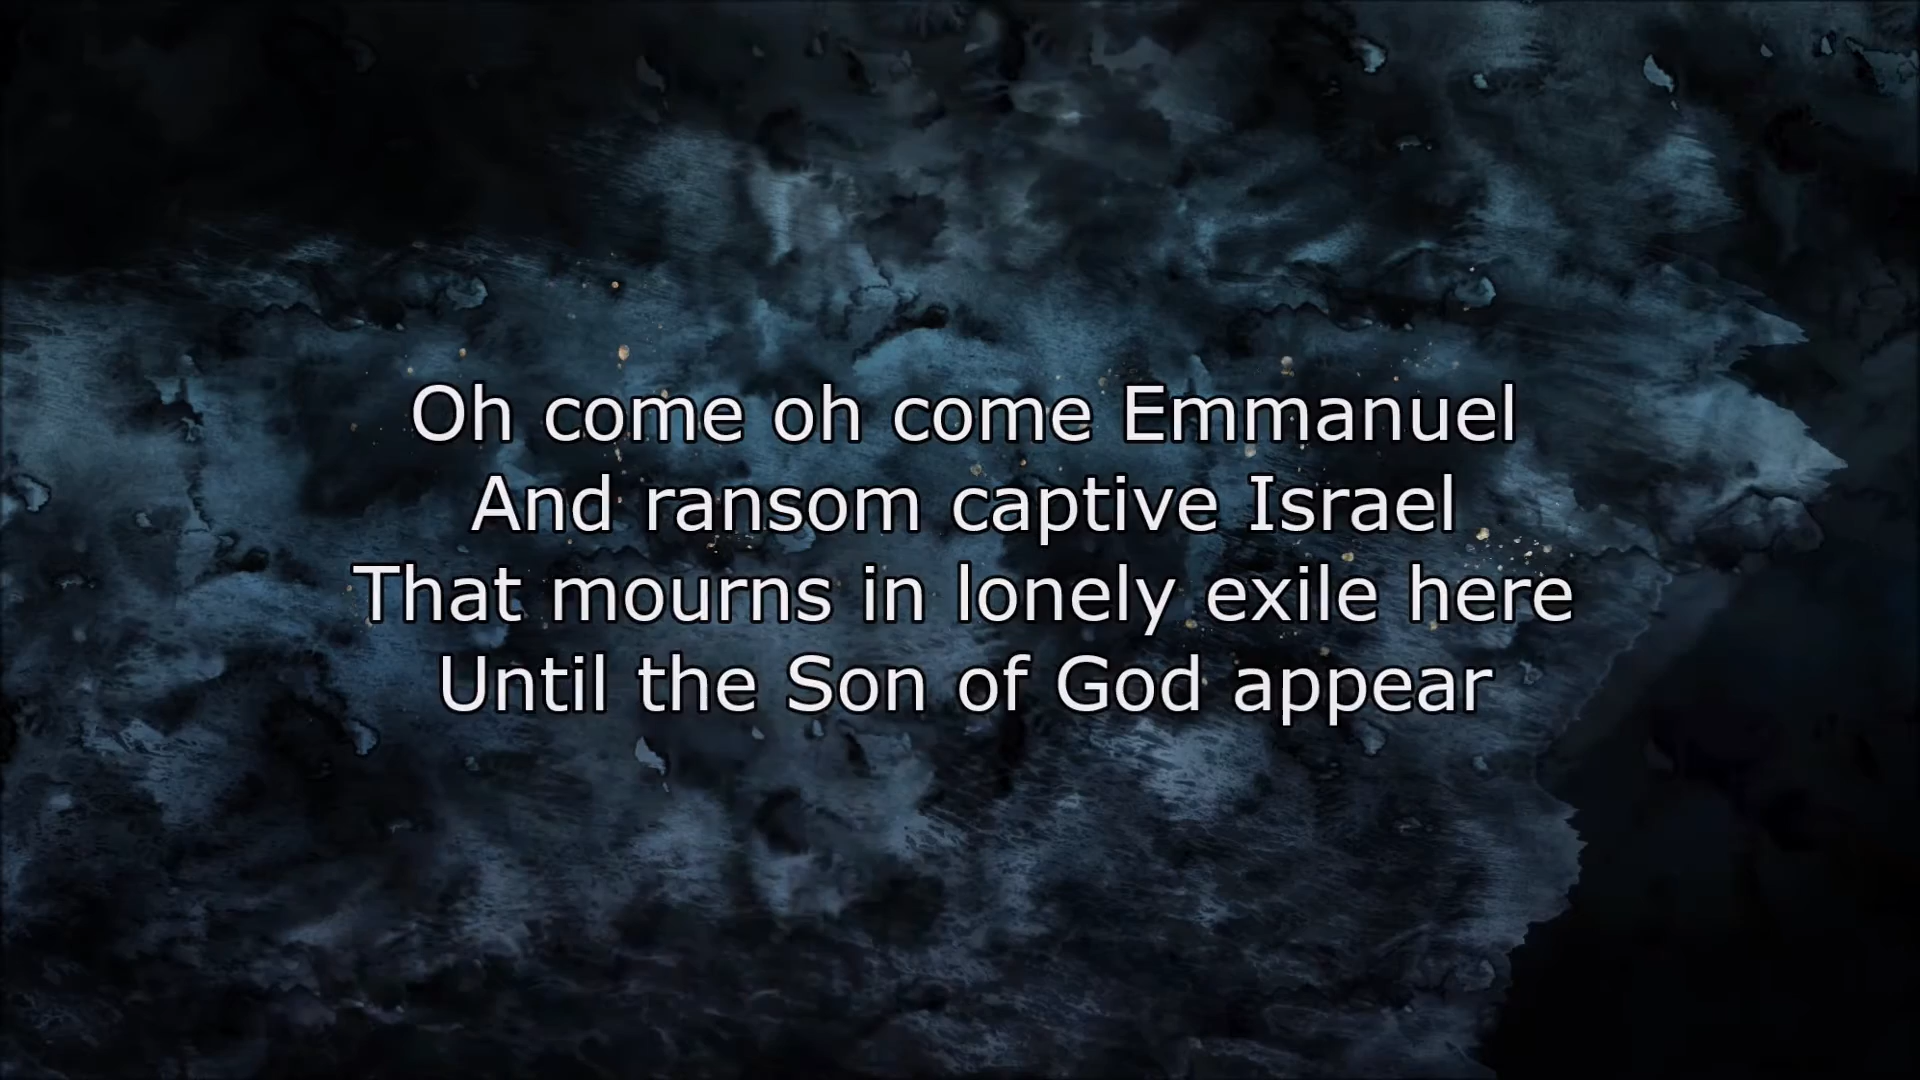 Oh come oh come Emmanuel
And ransom captive Israel
That mourns in lonely exile here
Until the Son of God appear